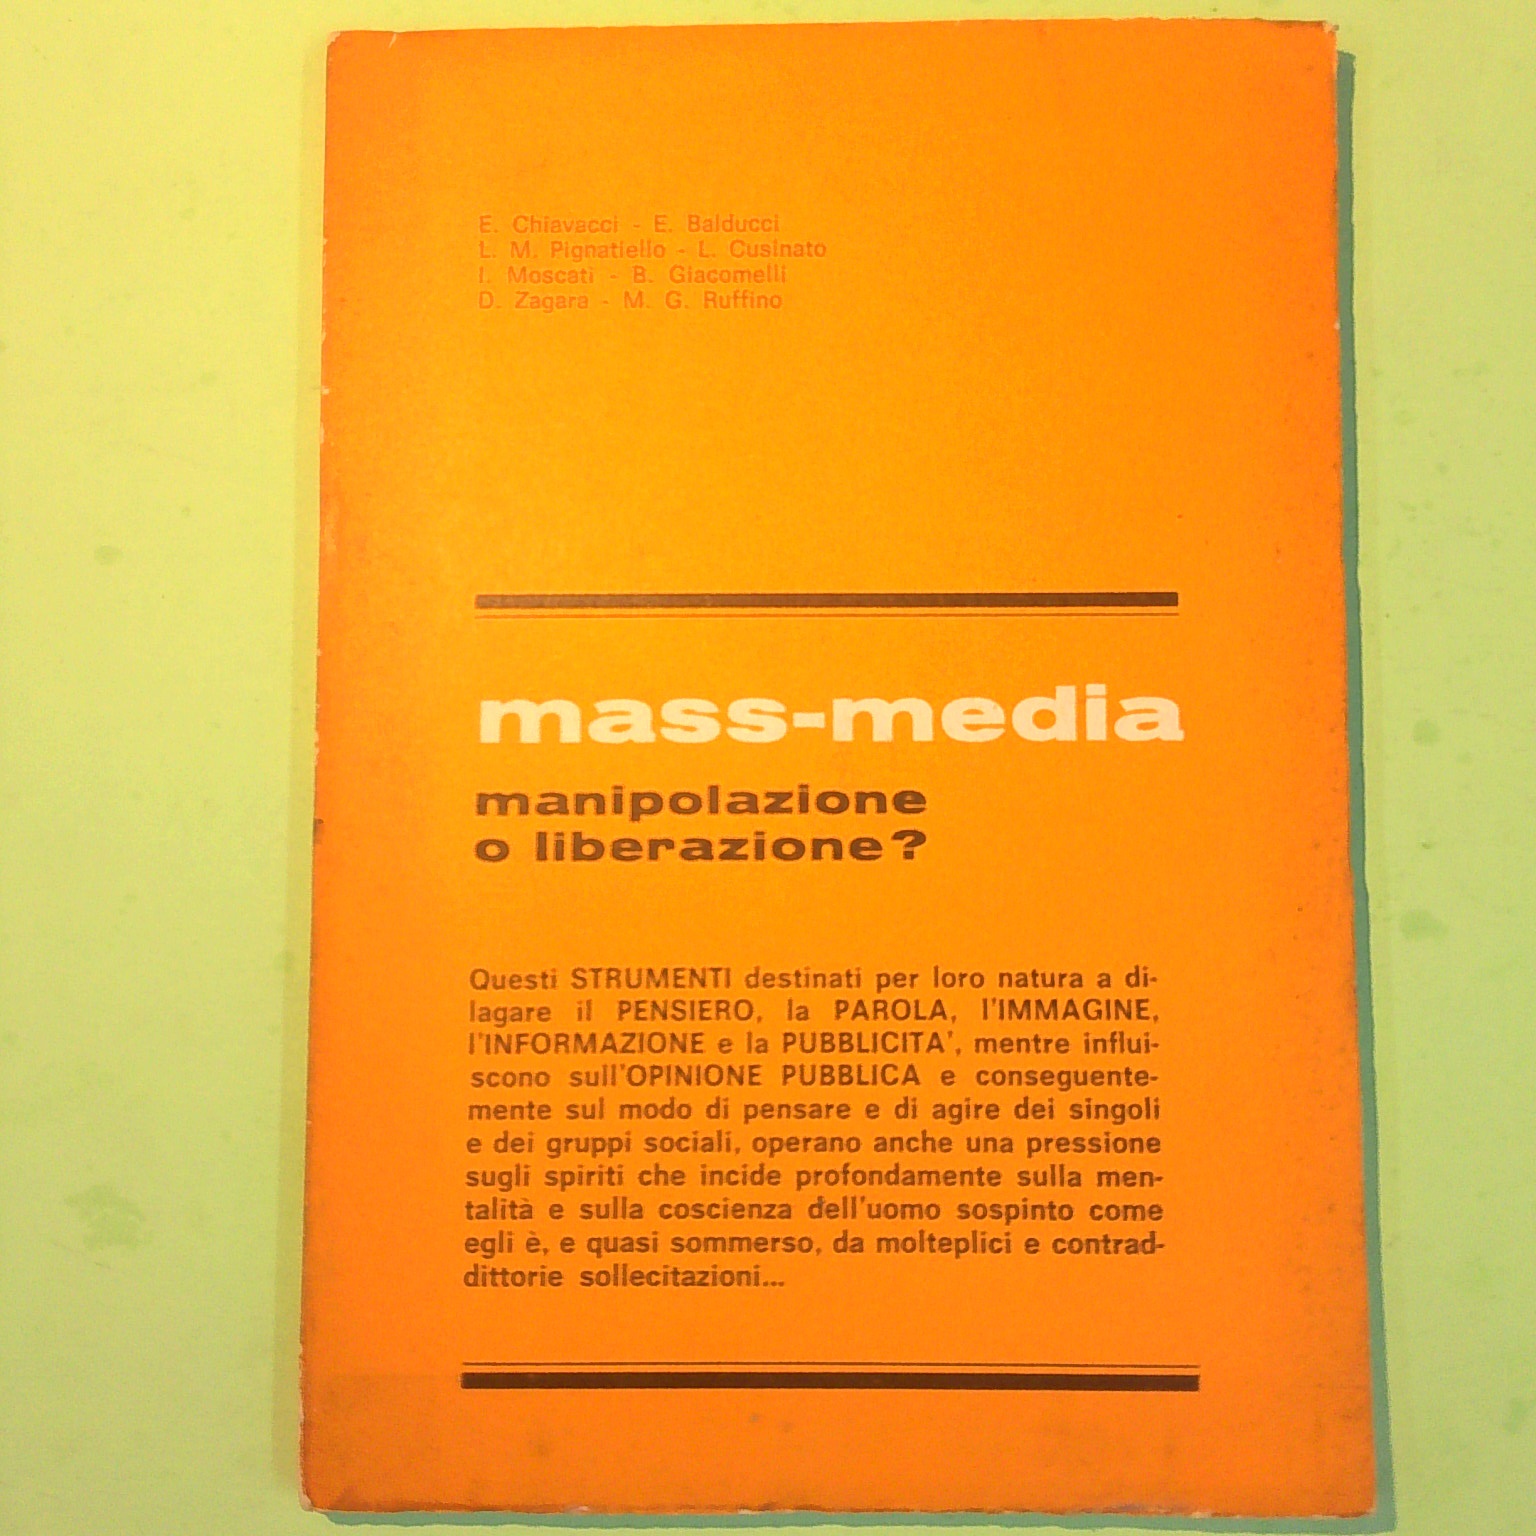 E. Chiavacci - E. Balducci
L. M. Pignatiello - L. Cusinato
I. Moscati - B. Giacomelli
D. Zagara - M. G. Ruffino
mass-media
manipolazione
o liberazione?
Questi STRUMENTI destinati per loro natura a di-
lagare il PENSIERO, la PAROLA, l'IMMAGINE,
l'INFORMAZIONE e la PUBBLICITA', mentre influi-
scono sull'OPINIONE PUBBLICA e conseguente-
mente sul modo di pensare e di agire dei singoli
e dei gruppi sociali, operano anche una pressione
sugli spiriti che incide profondamente sulla men-
talità e sulla coscienza dell'uomo sospinto come
egli è, e quasi sommerso, da molteplici e contrad-
dittorie sollecitazioni...